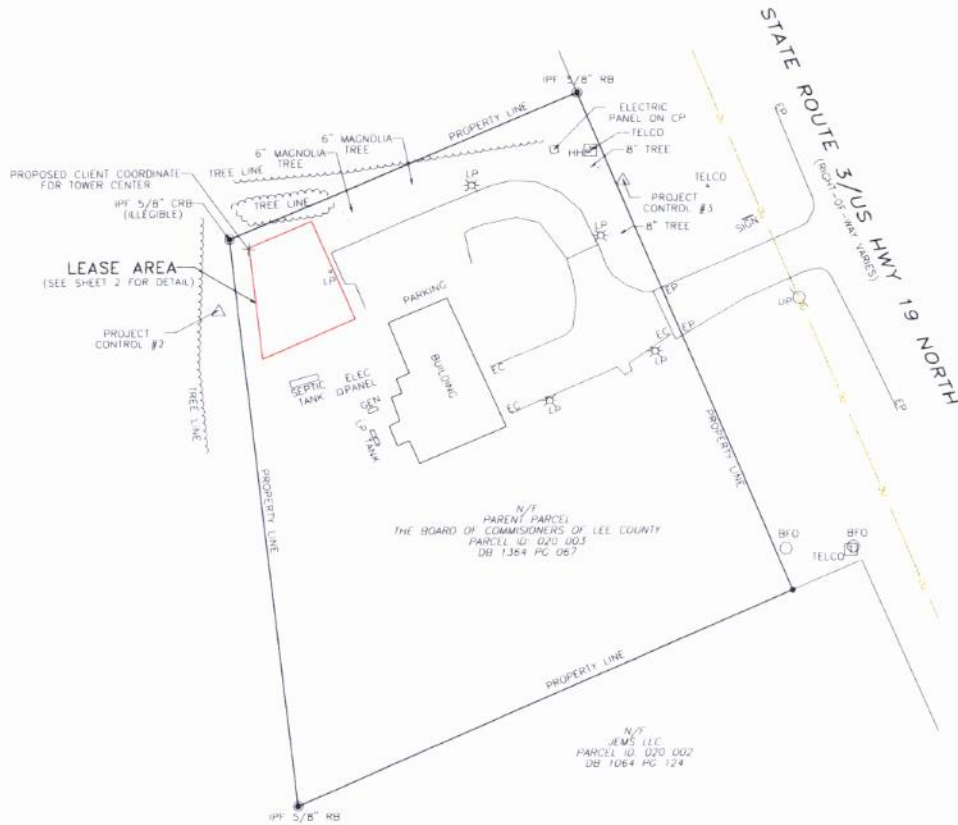 STATE ROUTE 3/US HWY 19 NORTH
(RIGHT-OF-WAY VARIES)
IPF 5/8" RB
PROPERTY LINE
ELECTRIC
PANEL ON CP
TELCO
HH
8" TREE
6" MAGNOLIA
TREE
6" MAGNOLIA
TREE
TREE LINE
TREE LINE
PROPOSED CLIENT COORDINATE
FOR TOWER CENTER
IPF 5/8" CRB
(ILLEGIBLE)
LP
TELCO
PROJECT
CONTROL #3
8" TREE
SIGN
EP
LP
LEASE AREA
(SEE SHEET 2 FOR DETAIL)
LP
PARKING
EP
UP
PROJECT
CONTROL #2
EP
EC
LP
BUILDING
EC
SEPTIC
TANK
ELEC
PANEL
GEN
LP
TANK
EC
LP
EP
TREE LINE
PROPERTY LINE
PROPERTY LINE
N/F
PARENT PARCEL
THE BOARD OF COMMISIONERS OF LEE COUNTY
PARCEL ID: 020 003
DB 1364 PG 067
BFO
BFO
TELCO
PROPERTY LINE
N/F
JEMS LLC
PARCEL ID: 020 002
DB 1064 PG 124
IPF 5/8" RB